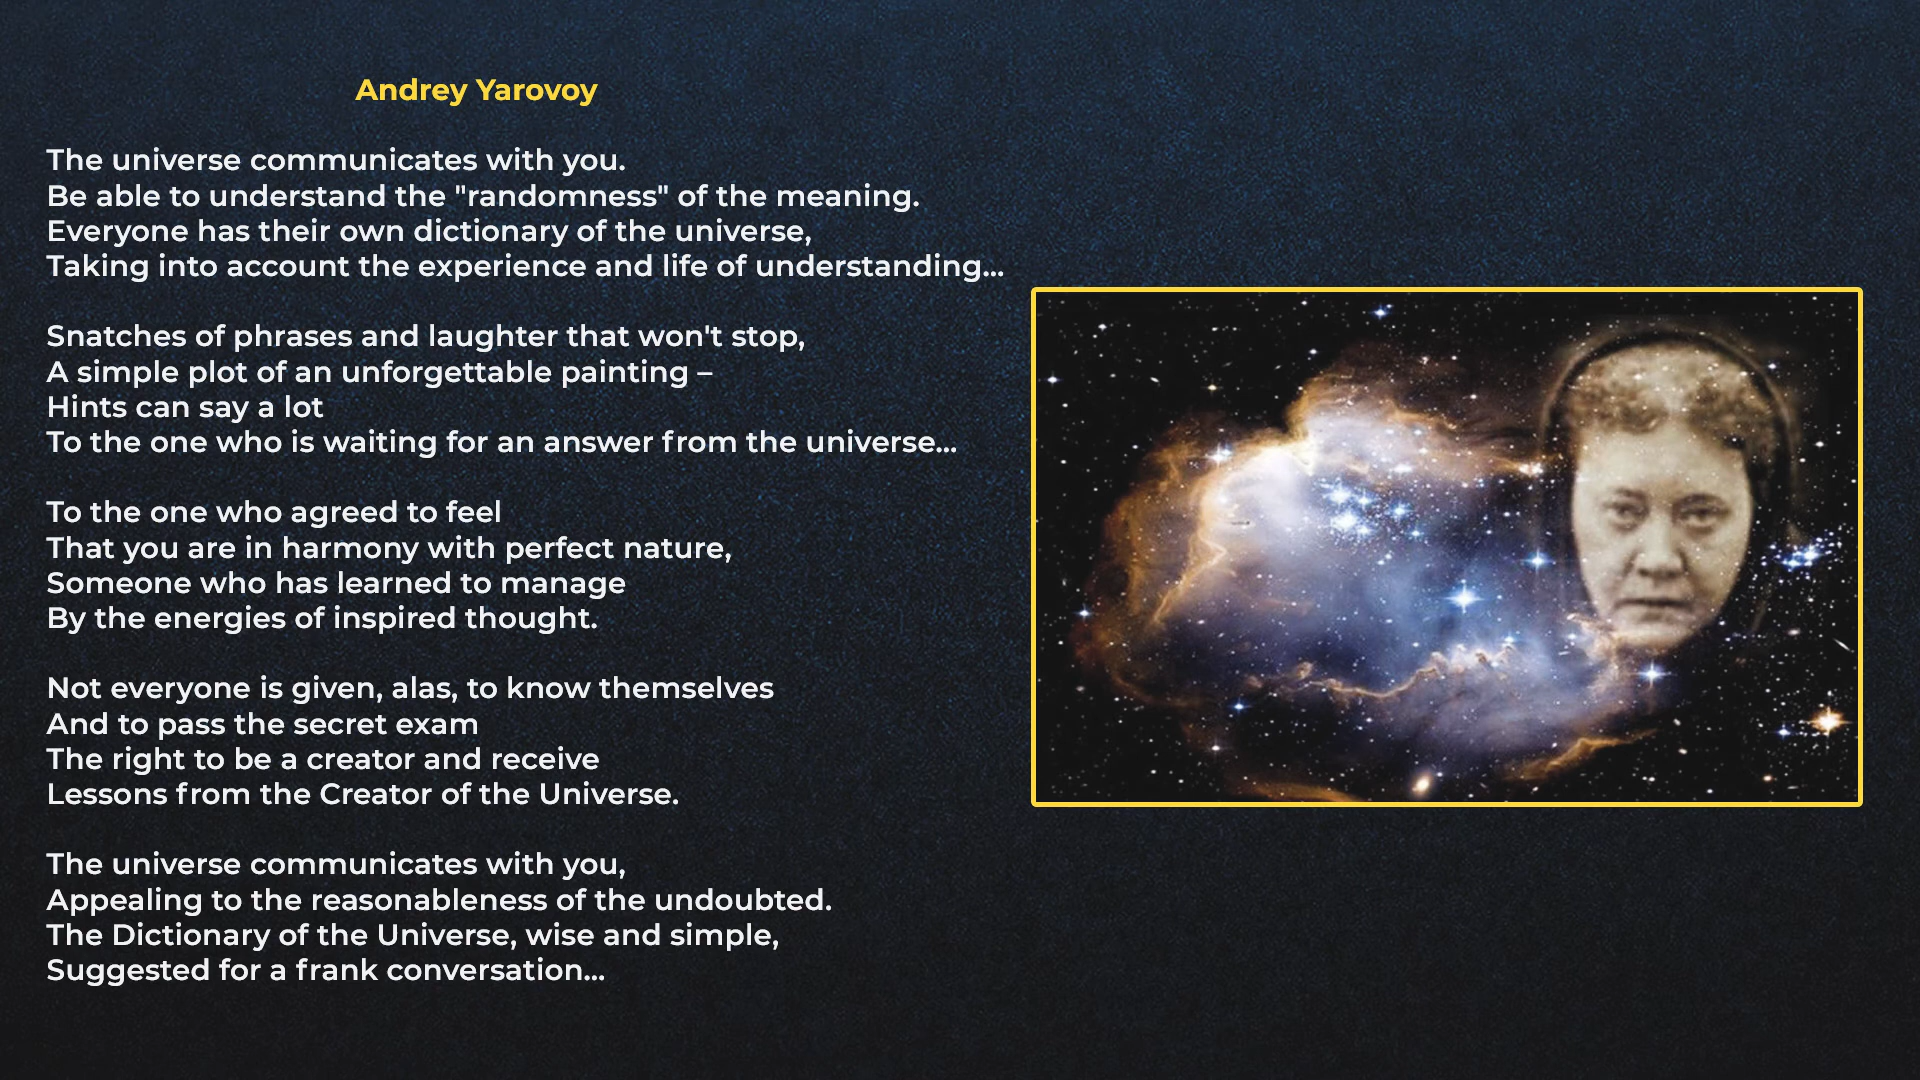 Andrey Yarovoy
The universe communicates with you.
Be able to understand the "randomness" of the meaning.
Everyone has their own dictionary of the universe,
Taking into account the experience and life of understanding...
Snatches of phrases and laughter that won't stop,
A simple plot of an unforgettable painting –
Hints can say a lot
To the one who is waiting for an answer from the universe...
To the one who agreed to feel
That you are in harmony with perfect nature,
Someone who has learned to manage
By the energies of inspired thought.
Not everyone is given, alas, to know themselves
And to pass the secret exam
The right to be a creator and receive
Lessons from the Creator of the Universe.
The universe communicates with you,
Appealing to the reasonableness of the undoubted.
The Dictionary of the Universe, wise and simple,
Suggested for a frank conversation...